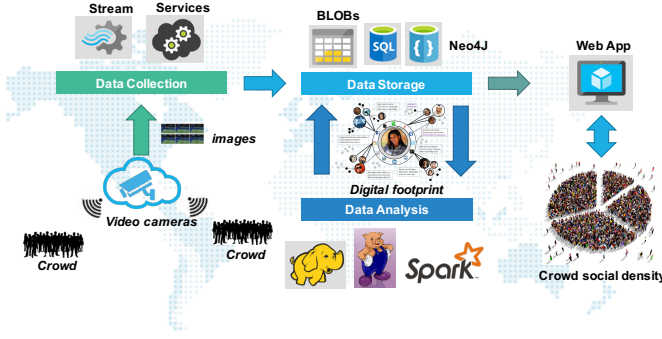 Stream
Services
BLOBs
SQL
Neo4J
Web App
Data Collection
Data Storage
images
Digital footprint
Video cameras
Data Analysis
Crowd
Crowd
Spark
Crowd social density